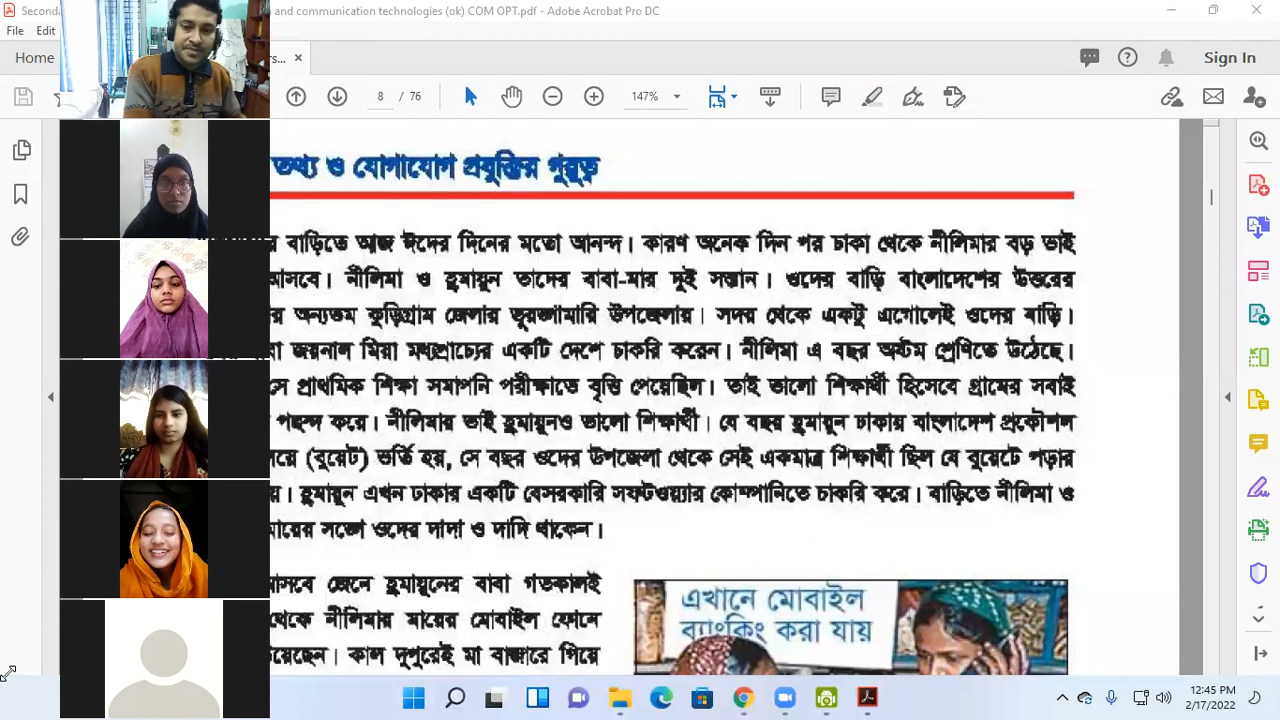 Seconda
and communication technologies (ok) COM OPT.pdf - Adobe Acrobat Pro DC
File Edit
Home
rs...
Sign In
8 / 76
147%
তথ্য ও যোগাযোগ প্রযুক্তির গুরুত্ব
বাড়িতে আজ ঈদের দিনের মতো আনন্দ। কারণ অনেক দিন পর ঢাকা থেকে নীলিমার বড় ভাই
আসবে। নীলিমা ও হুমায়ুন তাদের বাবা-মার দুই সন্তান। ওদের বাড়ি বাংলাদেশের উত্তরের
অন্যতম কুড়িগ্রাম জেলার ভূরুঙ্গামারি উপজেলায়। সদর থেকে একটু এগোলেই ওদের বাড়ি।
জয়নাল মিয়া মধ্যপ্রাচ্যের একটি দেশে চাকরি করেন। নীলিমা এ বছর অষ্টম শ্রেণিতে উঠেছে।
সে প্রাথমিক শিক্ষা সমাপনি পরীক্ষাতে বৃত্তি পেয়েছিল। তাই ভালো শিক্ষার্থী হিসেবে গ্রামের সবাই
পছন্দ করে। নীলিমার ভাই হুমায়ুনও ভালো শিক্ষার্থী। যে বছর হুমায়ুন ঢাকায় বাংলাদেশ প্রকৌশল
লয়ে (বুয়েট) ভর্তি হয়, সে বছর ওদের উপজেলা থেকে সেই একমাত্র শিক্ষার্থী ছিল যে বুয়েটে পড়ার
য়। হুমায়ুন এখন ঢাকার একটি বেসরকারি সফটওয়্যার কোম্পানিতে চাকরি করে। বাড়িতে নীলিমা ও
মায়ের সঙ্গে ওদের দাদা ও দাদি থাকেন।
আসবে জেনে হুমায়ুনের বাবা গতকালই
থেকে নীলিমার মায়ের মোবাইল ফোনে
য়েছেন। কাল দুপুরেই মা বাজারে গিয়ে
এখানে মোবাইল
ব্যাংকিং করা যায়
12:45 PM
2/17/2022